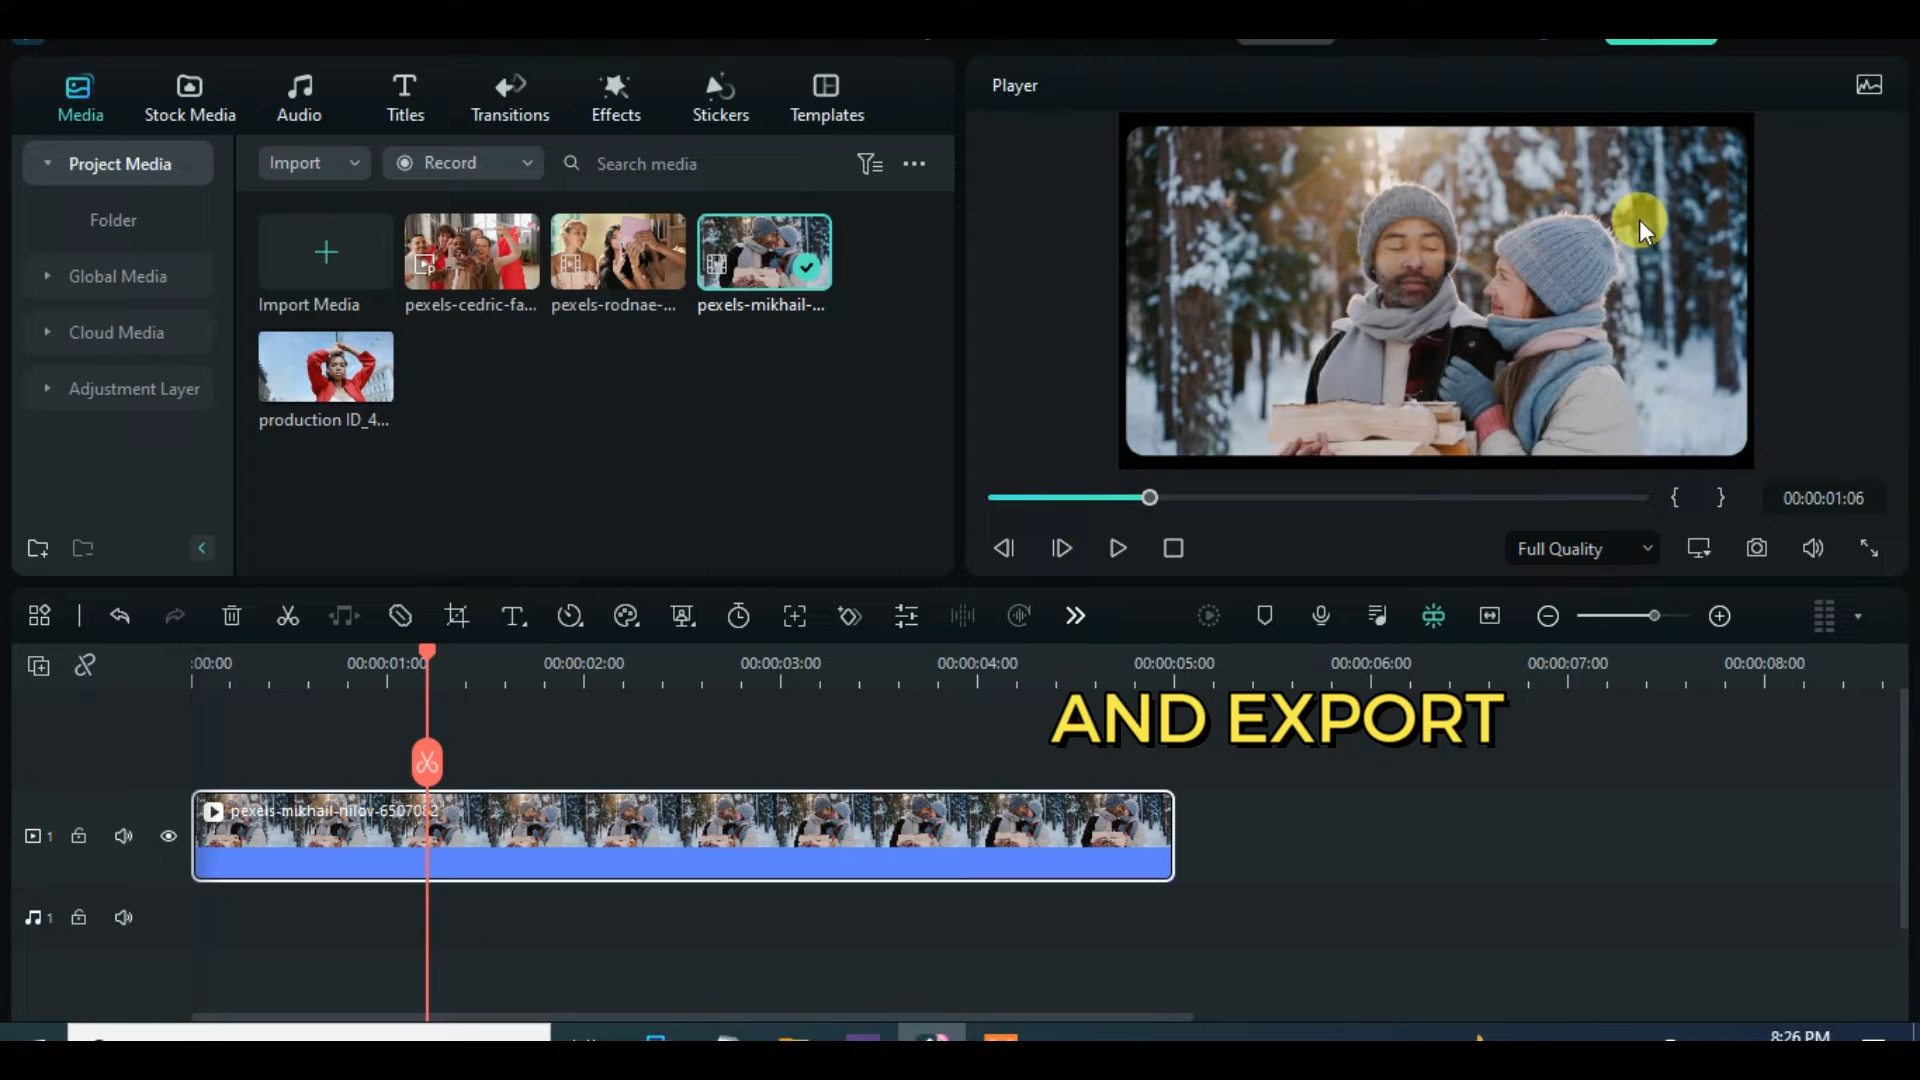 Media
Stock Media
Audio
Titles
Transitions
Effects
Stickers
Templates
Player
Project Media
Import
Record
Search media
Folder
Global Media
Cloud Media
Adjustment Layer
Import Media
pexels-cedric-fa...
pexels-rodnae-...
pexels-mikhail-...
production ID_4...
{ }
00:00:01:06
Full Quality
:00:00
00:00:01:00
00:00:02:00
00:00:03:00
00:00:04:00
00:00:05:00
00:00:06:00
00:00:07:00
00:00:08:00
AND EXPORT
pexels-mikhail-nilov-6507082
1
1
8:26 PM